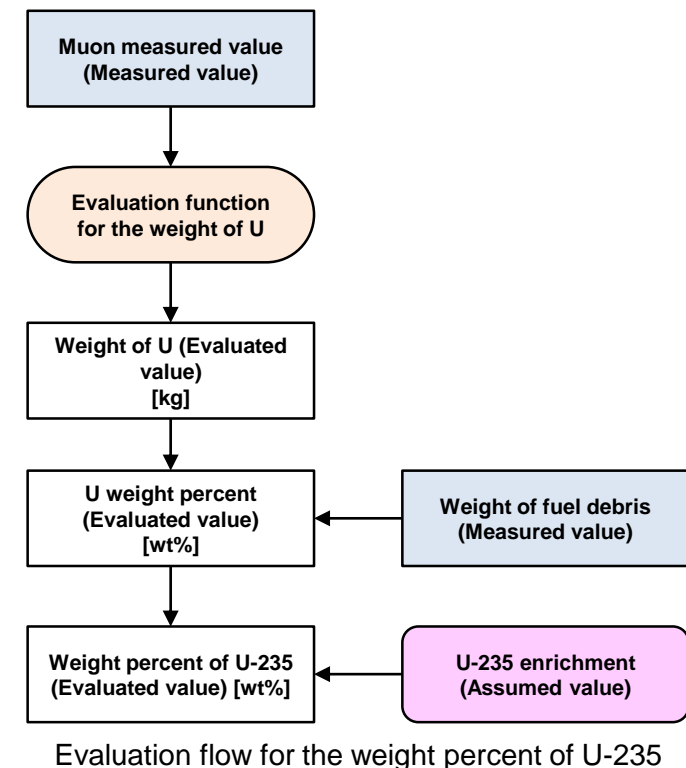 Muon measured value
(Measured value)
Evaluation function
for the weight of U
Weight of U (Evaluated
value)
[kg]
U weight percent
(Evaluated value)
[wt%]
Weight of fuel debris
(Measured value)
Weight percent of U-235
(Evaluated value) [wt%]
U-235 enrichment
(Assumed value)
Evaluation flow for the weight percent of U-235